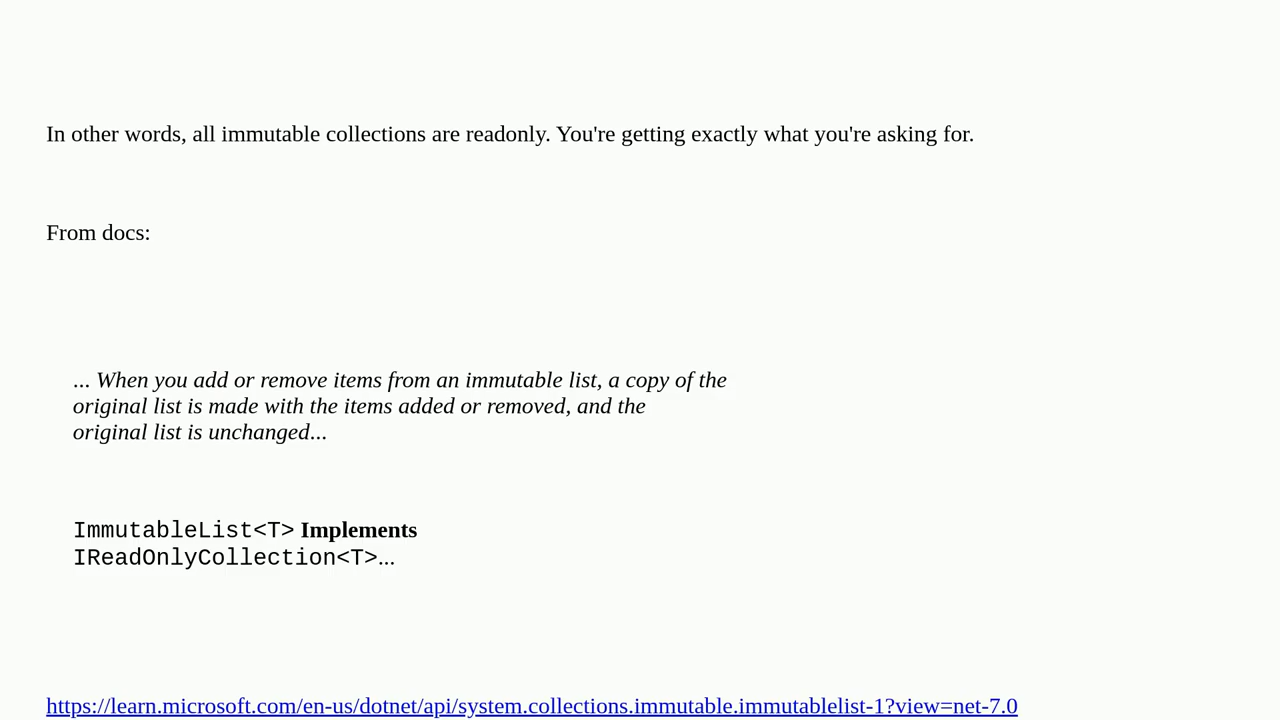 In other words, all immutable collections are readonly. You're getting exactly what you're asking for.
From docs:
... When you add or remove items from an immutable list, a copy of the
original list is made with the items added or removed, and the
original list is unchanged...
ImmutableList<T> Implements
IReadOnlyCollection<T>...
https://learn.microsoft.com/en-us/dotnet/api/system.collections.immutable.immutablelist-1?view=net-7.0